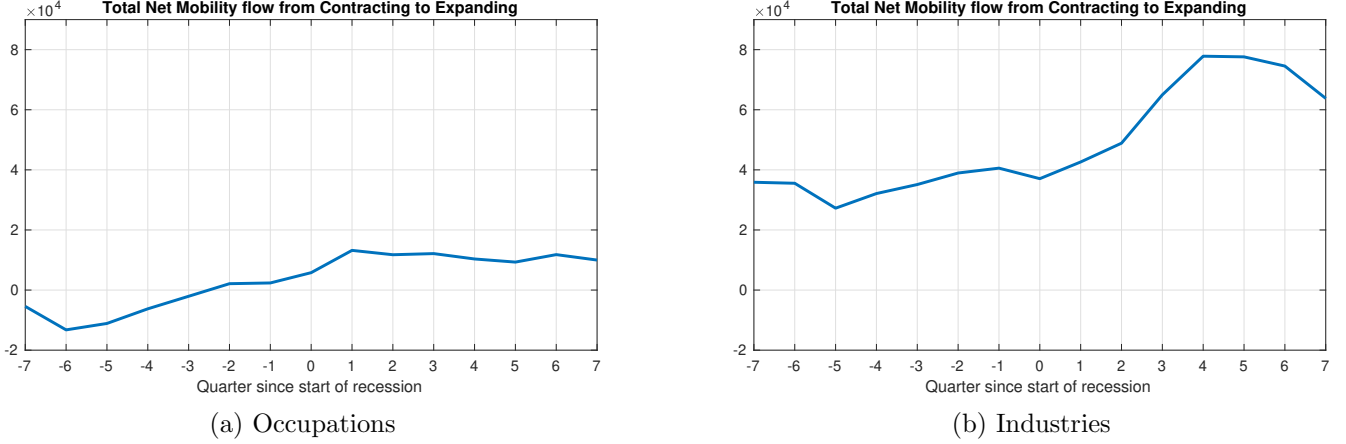 Total Net Mobility flow from Contracting to Expanding
×10⁴
8
6
4
2
0
-2
-7 -6 -5 -4 -3 -2 -1 0 1 2 3 4 5 6 7
Quarter since start of recession
(a) Occupations
Total Net Mobility flow from Contracting to Expanding
×10⁴
8
6
4
2
0
-2
-7 -6 -5 -4 -3 -2 -1 0 1 2 3 4 5 6 7
Quarter since start of recession
(b) Industries